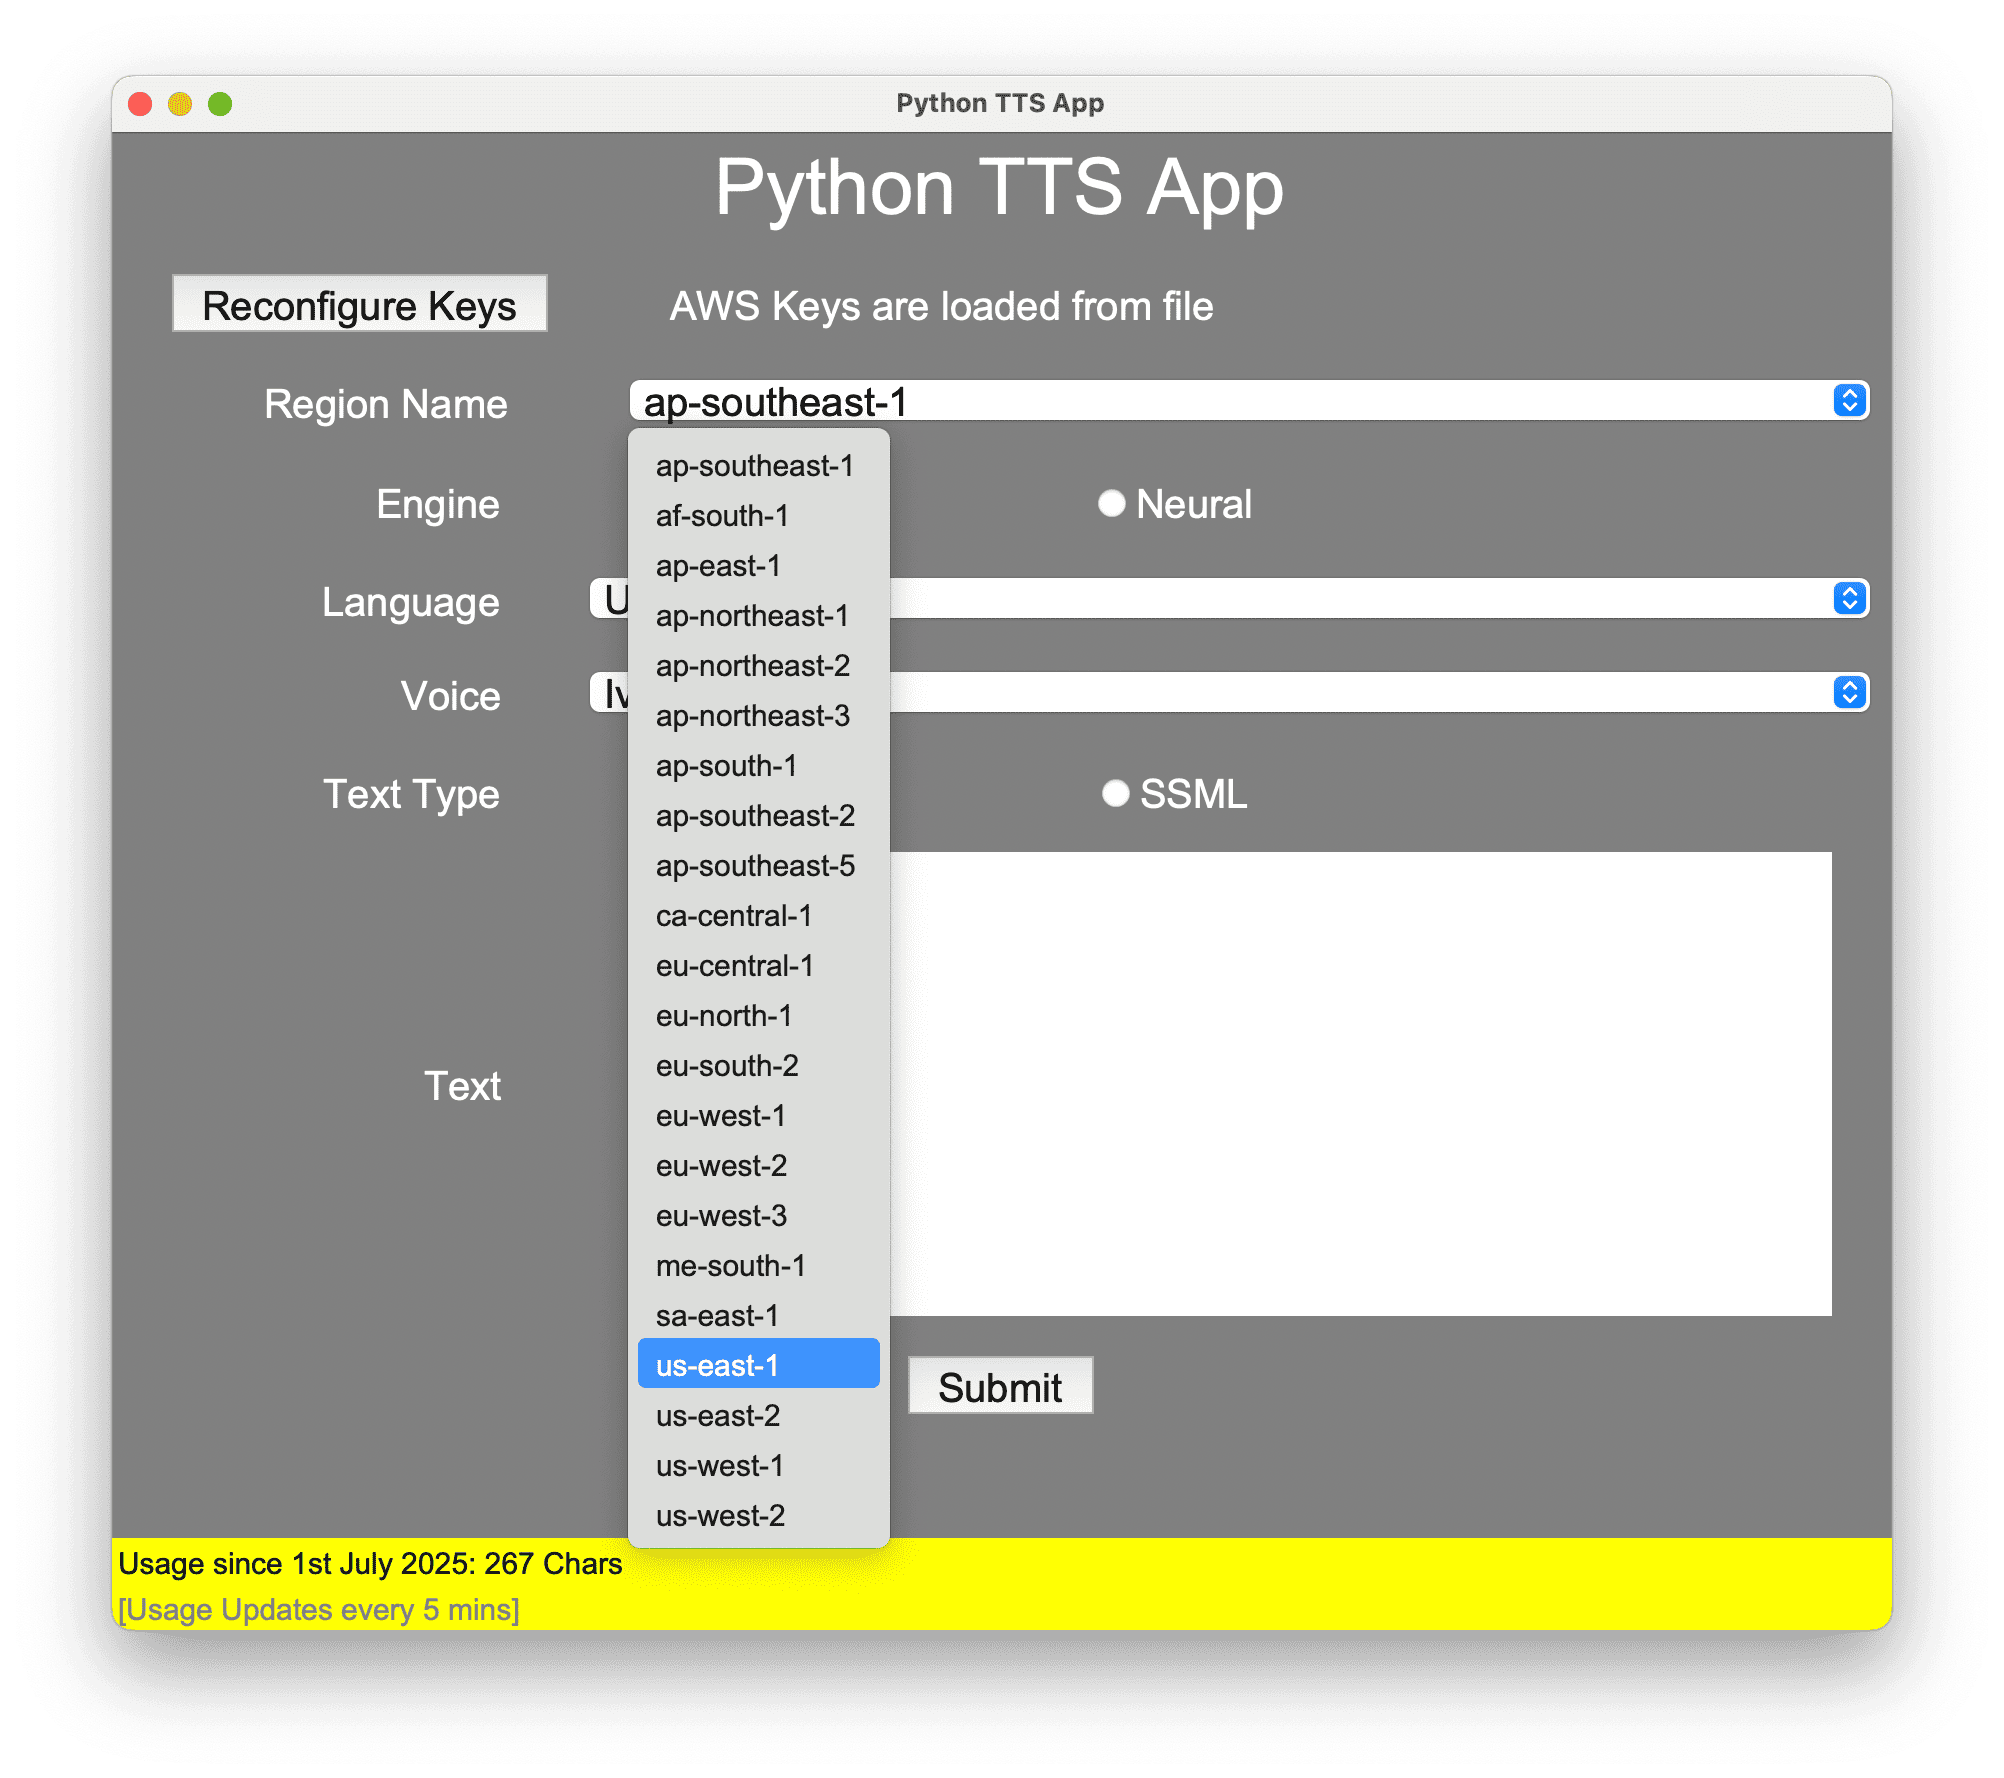 Python TTS App
Python TTS App
Reconfigure Keys
AWS Keys are loaded from file
Region Name
ap-southeast-1
ap-southeast-1
af-south-1
ap-east-1
ap-northeast-1
ap-northeast-2
ap-northeast-3
ap-south-1
ap-southeast-2
ap-southeast-5
ca-central-1
eu-central-1
eu-north-1
eu-south-2
eu-west-1
eu-west-2
eu-west-3
me-south-1
sa-east-1
us-east-1
us-east-2
us-west-1
us-west-2
Engine
Neural
Language
Voice
Text Type
SSML
Text
Submit
Usage since 1st July 2025: 267 Chars
[Usage Updates every 5 mins]